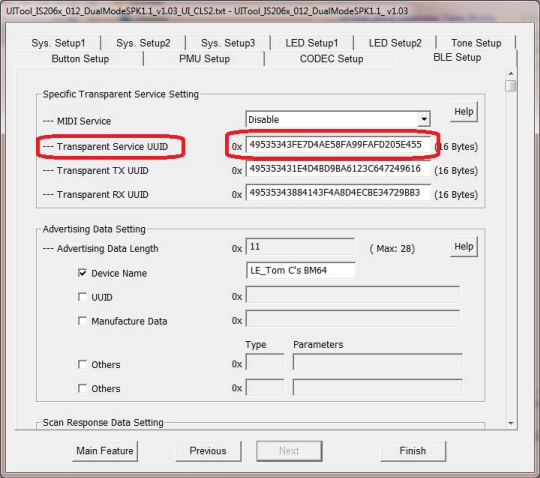 UITool_IS206x_012_DualModeSPK1.1_v1.03_UI_CLS2.txt - UITool_IS206x_012_DualModeSPK1.1_ v1.03
Sys. Setup1 Sys. Setup2 Sys. Setup3 LED Setup1 LED Setup2 Tone Setup
Button Setup PMU Setup CODEC Setup BLE Setup
Specific Transparent Service Setting
--- MIDI Service Disable Help
--- Transparent Service UUID 0x 49535343FE7D4AE58FA99FAFD205E455 (16 Bytes)
--- Transparent TX UUID 0x 495353431E4D4BD9BA6123C647249616 (16 Bytes)
--- Transparent RX UUID 0x 49535343884143F4A8D4ECBE34729BB3 (16 Bytes)
Advertising Data Setting
--- Advertising Data Length 0x 11 ( Max: 28) Help
Device Name LE_Tom C's BM64
UUID 0x
Manufacture Data 0x
Type Parameters
Others 0x
Others 0x
Scan Response Data Setting
Main Feature Previous Next Finish